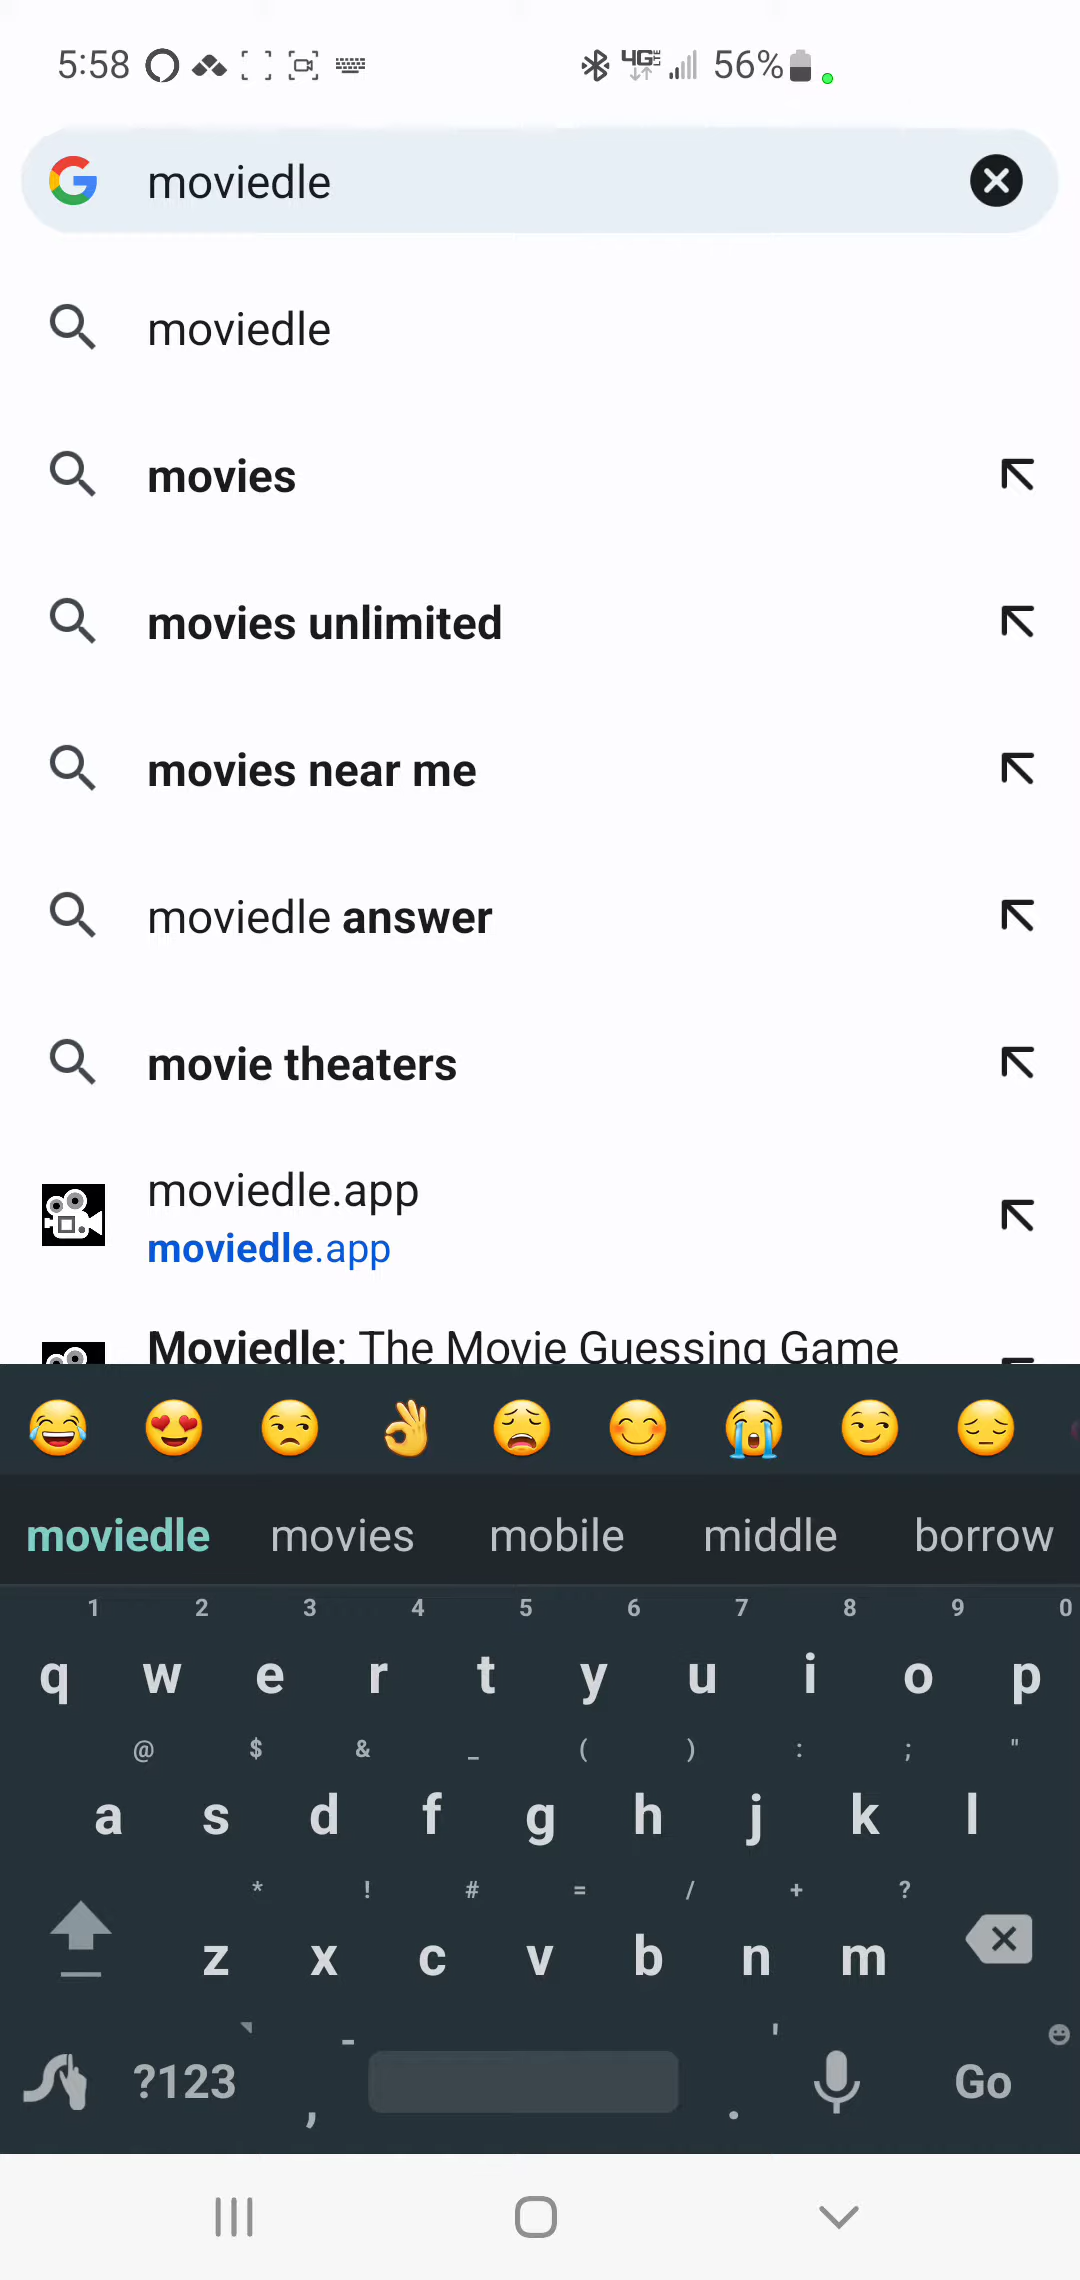 5:58 4G LTE 56%
moviedle
moviedle
movies
movies unlimited
movies near me
moviedle answer
movie theaters
moviedle.app
moviedle.app
Moviedle: The Movie Guessing Game
😂 😍 😒 👌 😩 😊 😭 😏 😔
moviedle movies mobile middle borrow
1 2 3 4 5 6 7 8 9 0
q w e r t y u i o p
@ $ & _ ( ) : ; "
a s d f g h j k l
* ! # = / + ?
z x c v b n m
- '
?123 , . Go